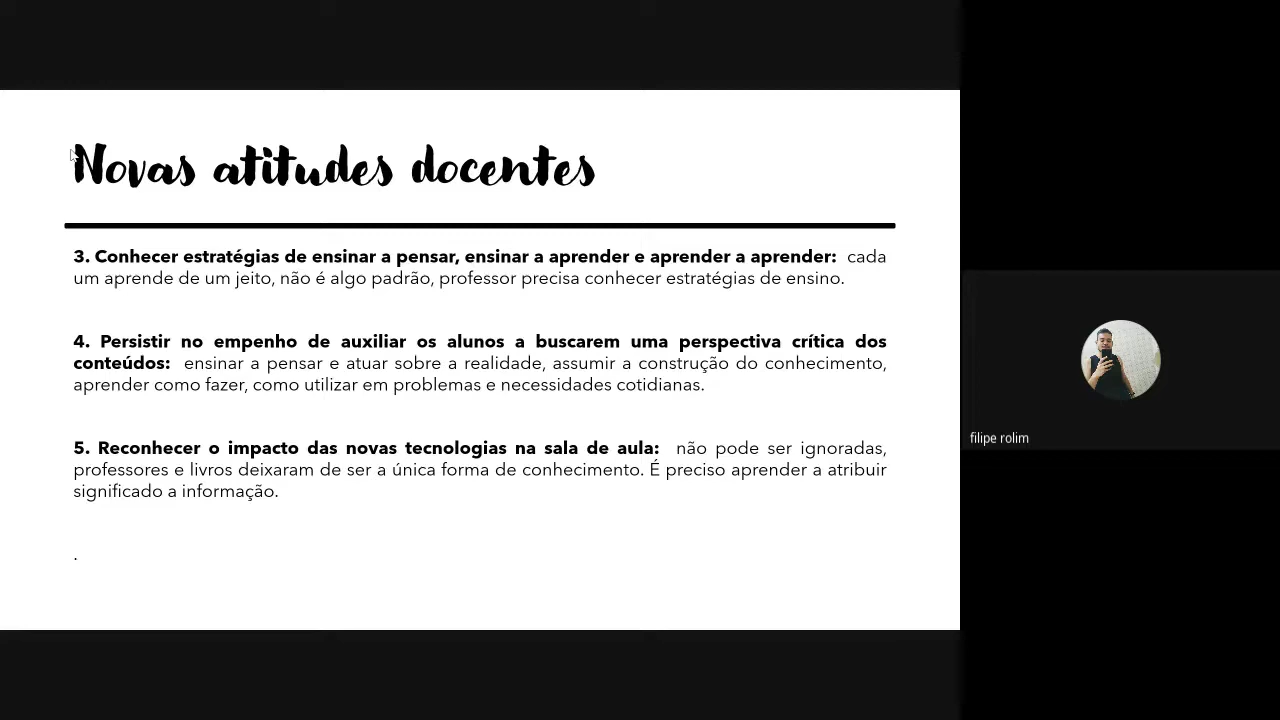 Novas atitudes docentes
3. Conhecer estratégias de ensinar a pensar, ensinar a aprender e aprender a aprender: cada
um aprende de um jeito, não é algo padrão, professor precisa conhecer estratégias de ensino.
4. Persistir no empenho de auxiliar os alunos a buscarem uma perspectiva crítica dos
conteúdos: ensinar a pensar e atuar sobre a realidade, assumir a construção do conhecimento,
aprender como fazer, como utilizar em problemas e necessidades cotidianas.
5. Reconhecer o impacto das novas tecnologias na sala de aula: não pode ser ignoradas,
professores e livros deixaram de ser a única forma de conhecimento. É preciso aprender a atribuir
significado a informação.
.
filipe rolim